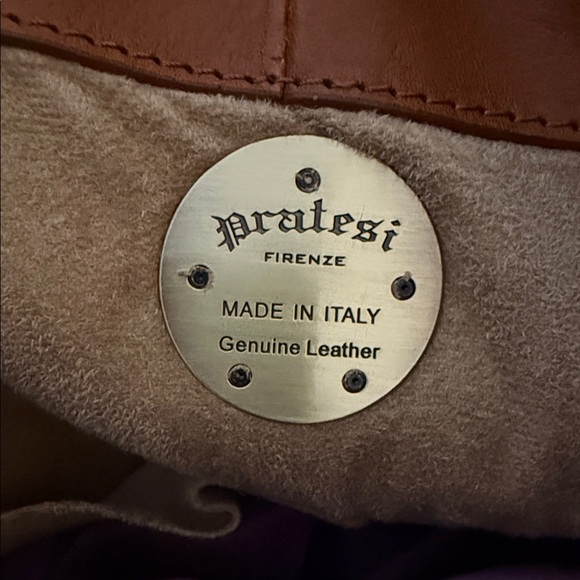 Pratesi
FIRENZE
MADE IN ITALY
Genuine Leather